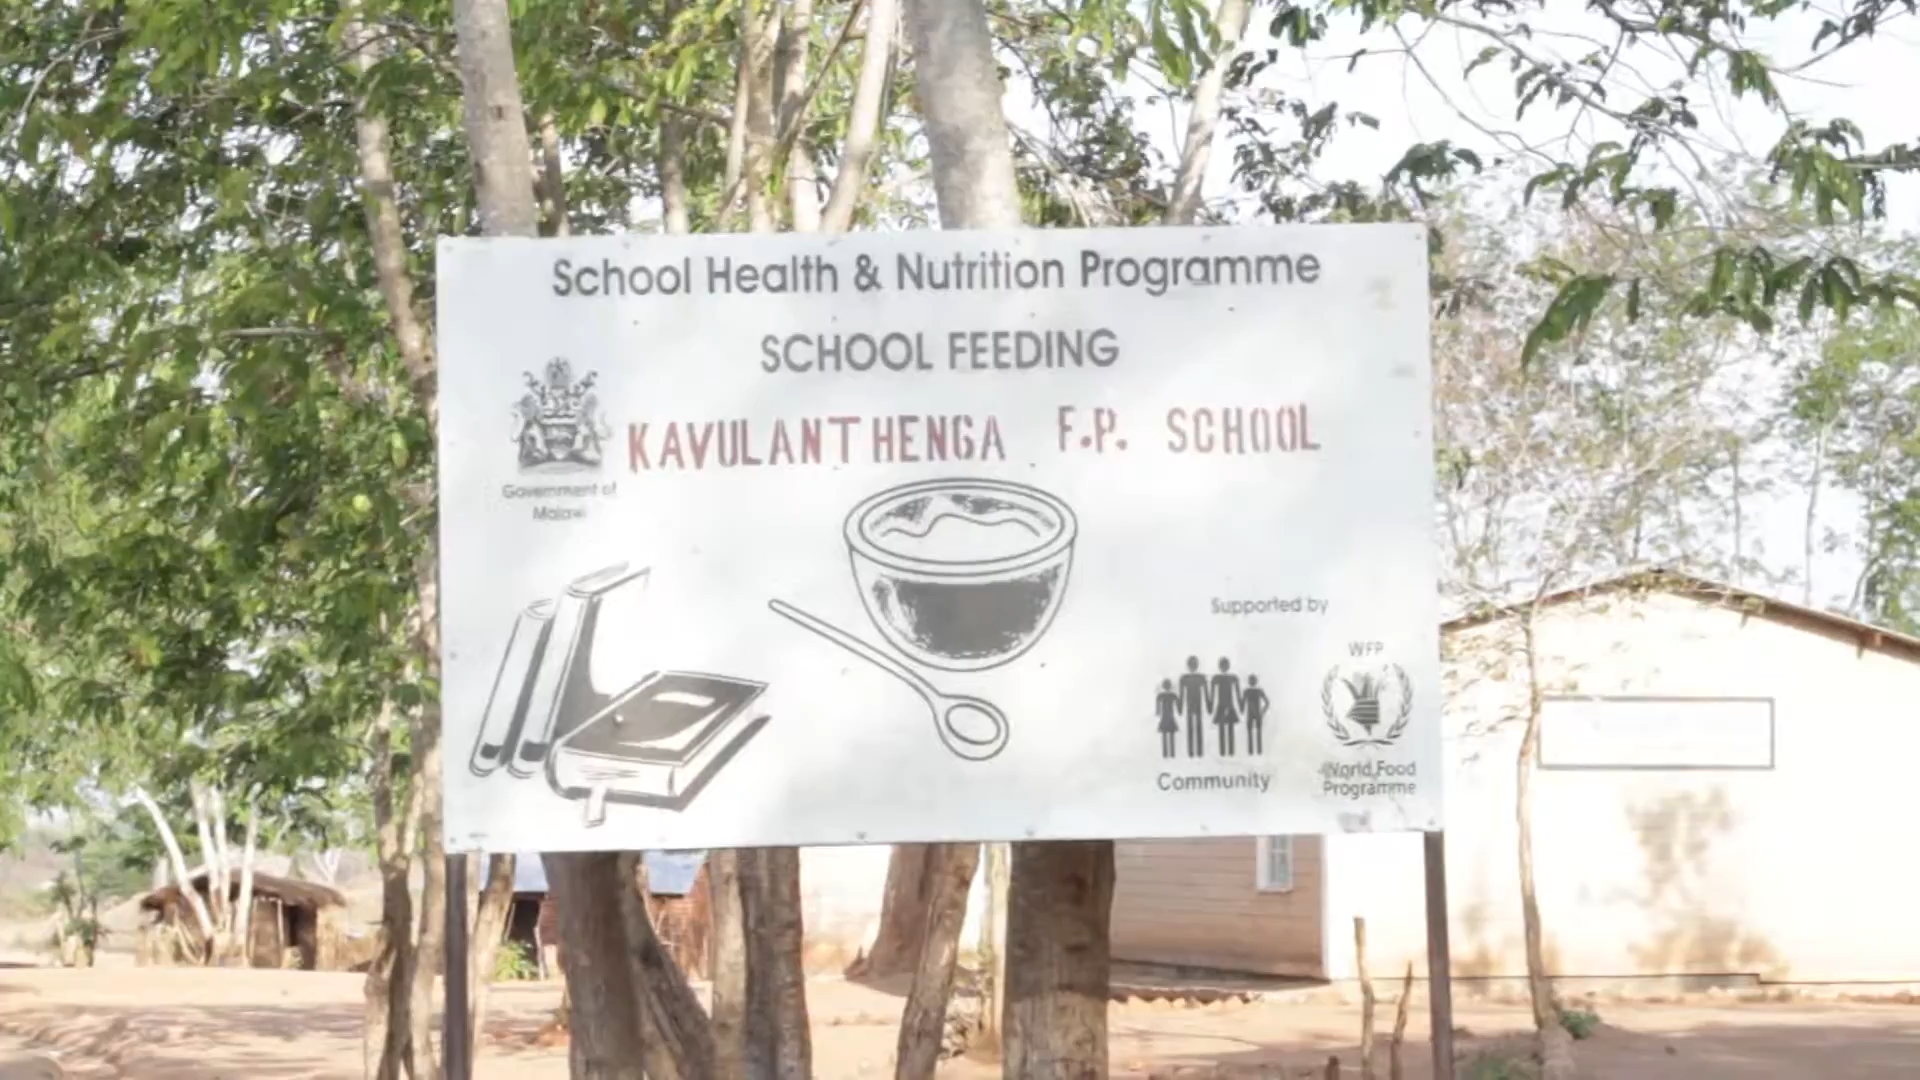 School Health & Nutrition Programme
SCHOOL FEEDING
KAVULANTHENGA F.P. SCHOOL
Government of
Malawi
Supported by
WFP
Community
World Food
Programme